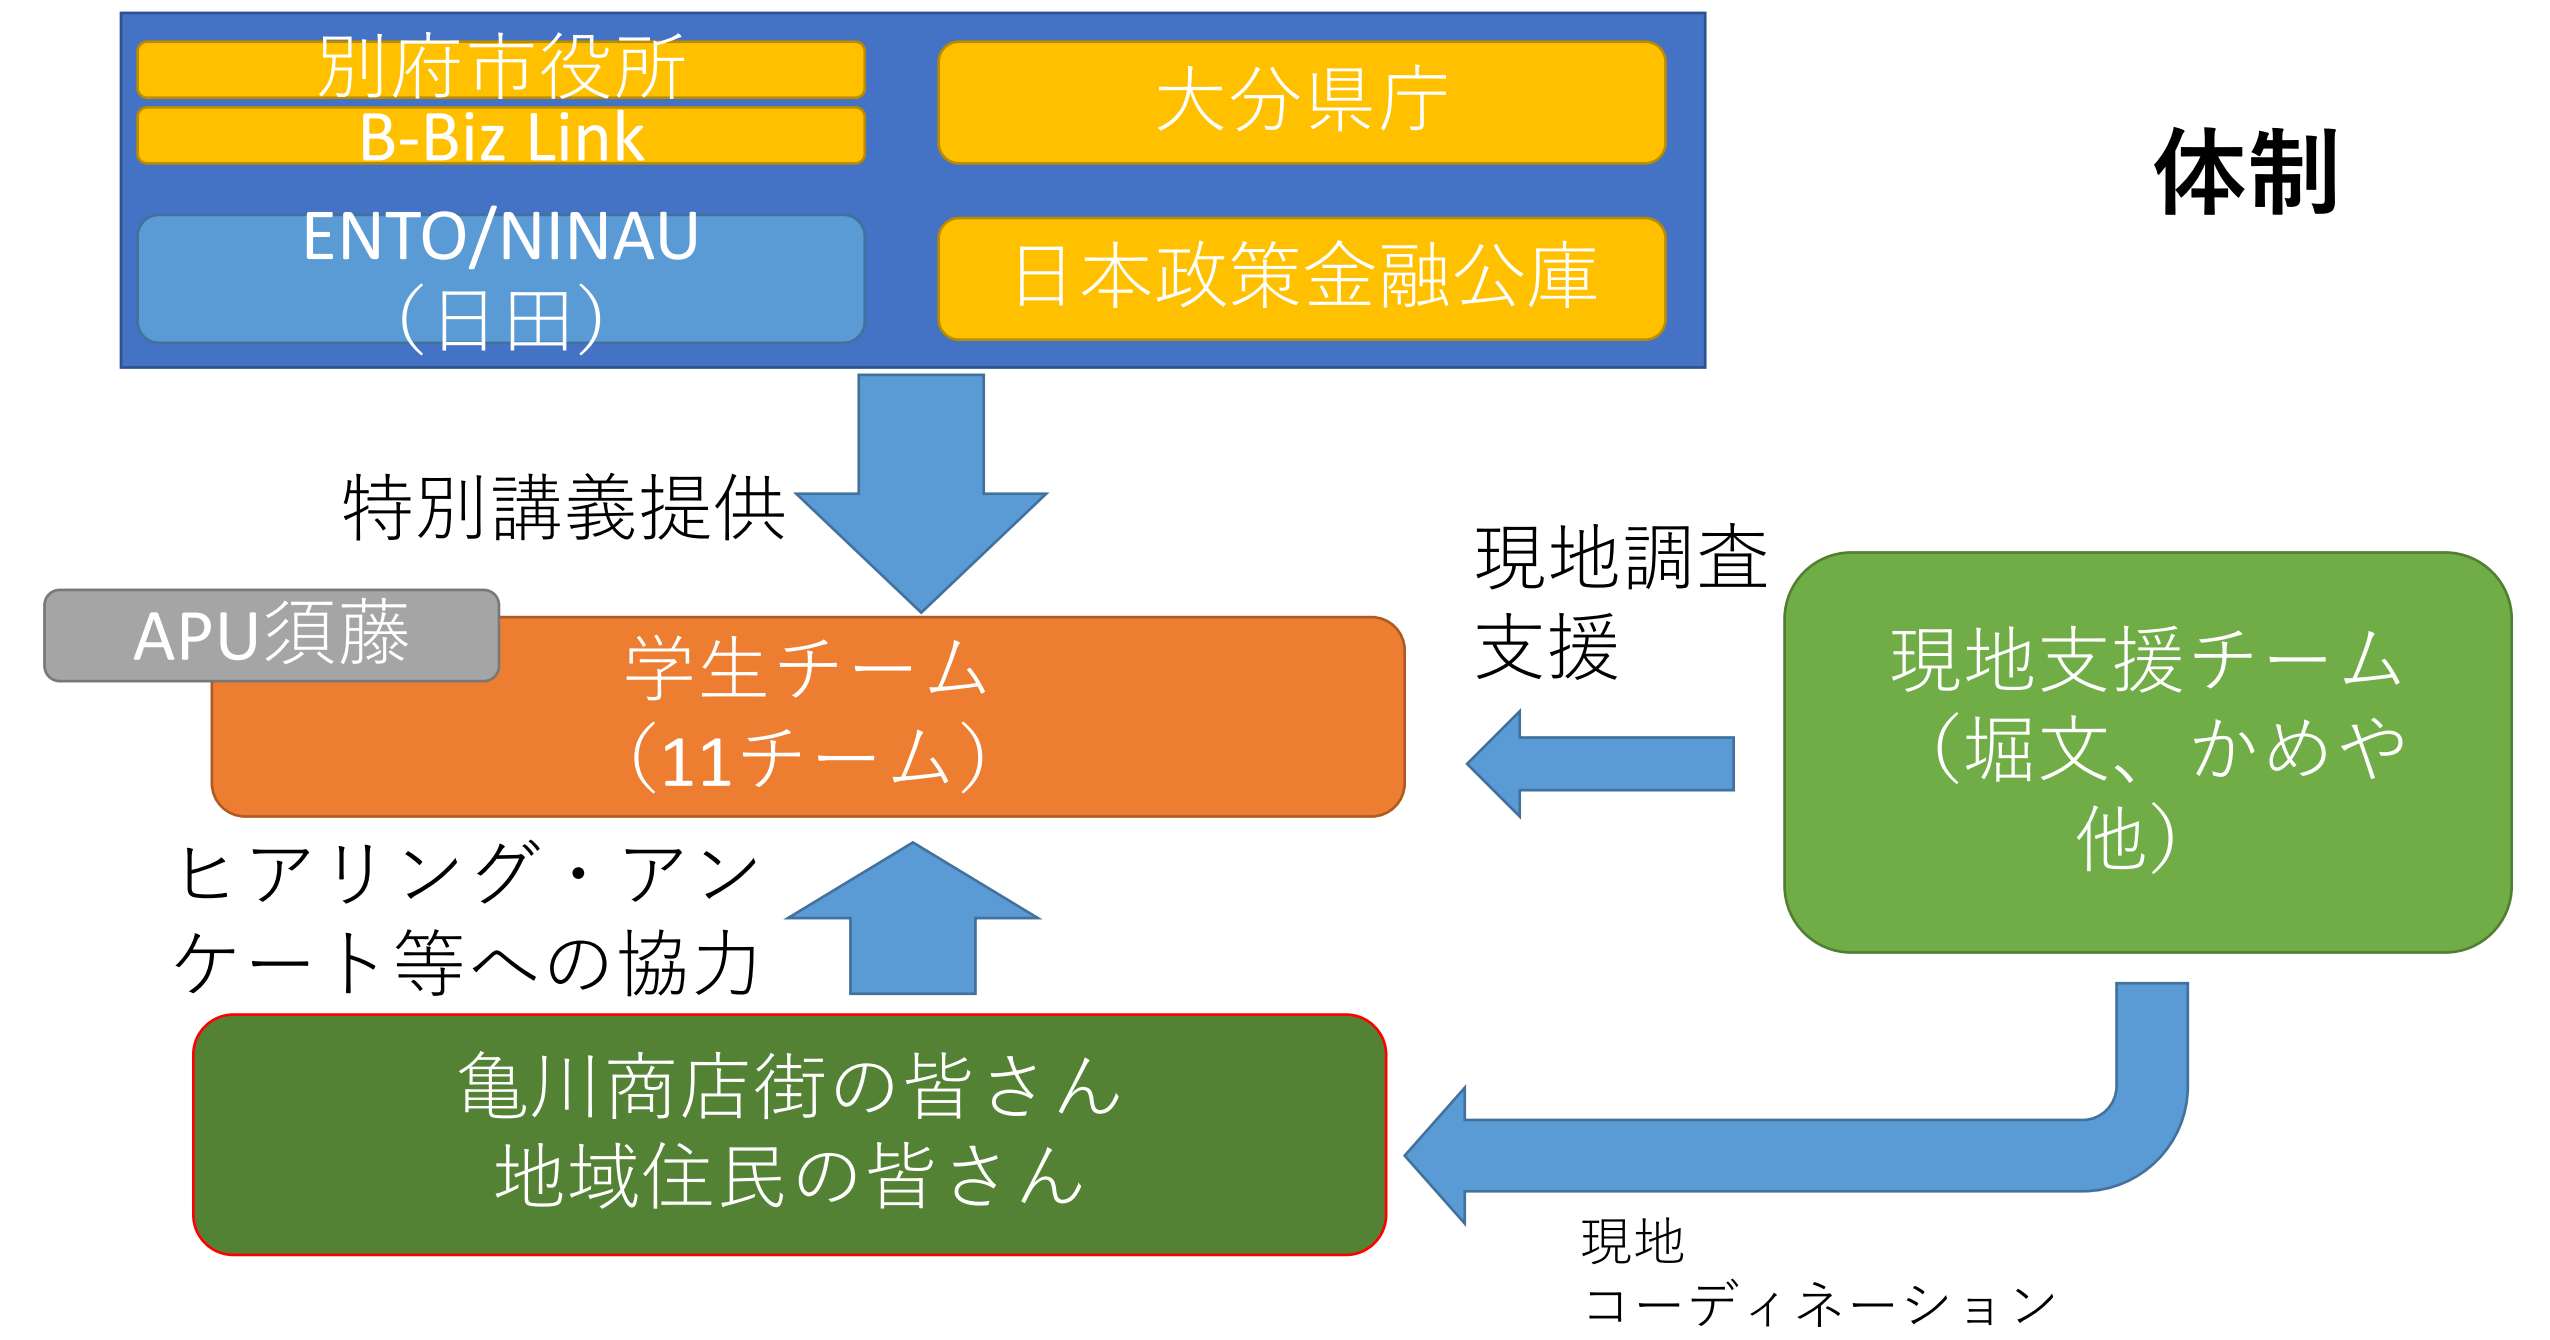 別府市役所
B-Biz Link
ENTO/NINAU
（日田）
大分県庁
日本政策金融公庫
体制
特別講義提供
APU須藤
学生チーム
（11チーム）
現地調査
支援
現地支援チーム
（堀文、かめや
他）
ヒアリング・アン
ケート等への協力
亀川商店街の皆さん
地域住民の皆さん
現地
コーディネーション